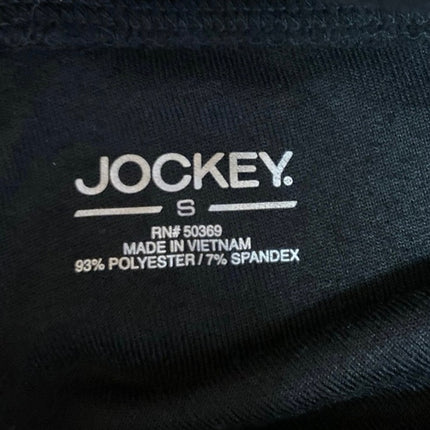 JOCKEY.
S
RN# 50369
MADE IN VIETNAM
93% POLYESTER / 7% SPANDEX